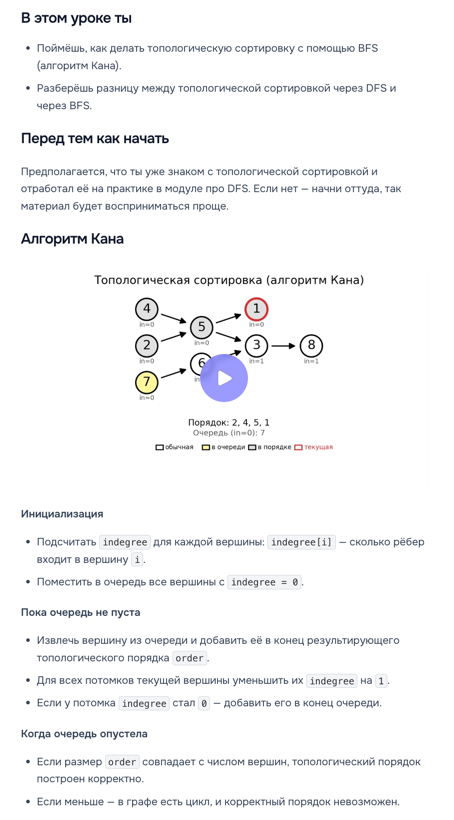 В этом уроке ты
• Поймёшь, как делать топологическую сортировку с помощью BFS
(алгоритм Кана).
• Разберёшь разницу между топологической сортировкой через DFS и
через BFS.
Перед тем как начать
Предполагается, что ты уже знаком с топологической сортировкой и
отработал её на практике в модуле про DFS. Если нет — начни оттуда, так
материал будет восприниматься проще.
Алгоритм Кана
Топологическая сортировка (алгоритм Кана)
4
in=0
1
in=0
5
in=0
2
in=0
3
in=1
8
in=1
6
7
in=0
Порядок: 2, 4, 5, 1
Очередь (in=0): 7
обычная в очереди в порядке текущая
Инициализация
• Подсчитать indegree для каждой вершины: indegree[i] — сколько рёбер
входит в вершину i.
• Поместить в очередь все вершины с indegree = 0.
Пока очередь не пуста
• Извлечь вершину из очереди и добавить её в конец результирующего
топологического порядка order.
• Для всех потомков текущей вершины уменьшить их indegree на 1.
• Если у потомка indegree стал 0 — добавить его в конец очереди.
Когда очередь опустела
• Если размер order совпадает с числом вершин, топологический порядок
построен корректно.
• Если меньше — в графе есть цикл, и корректный порядок невозможен.